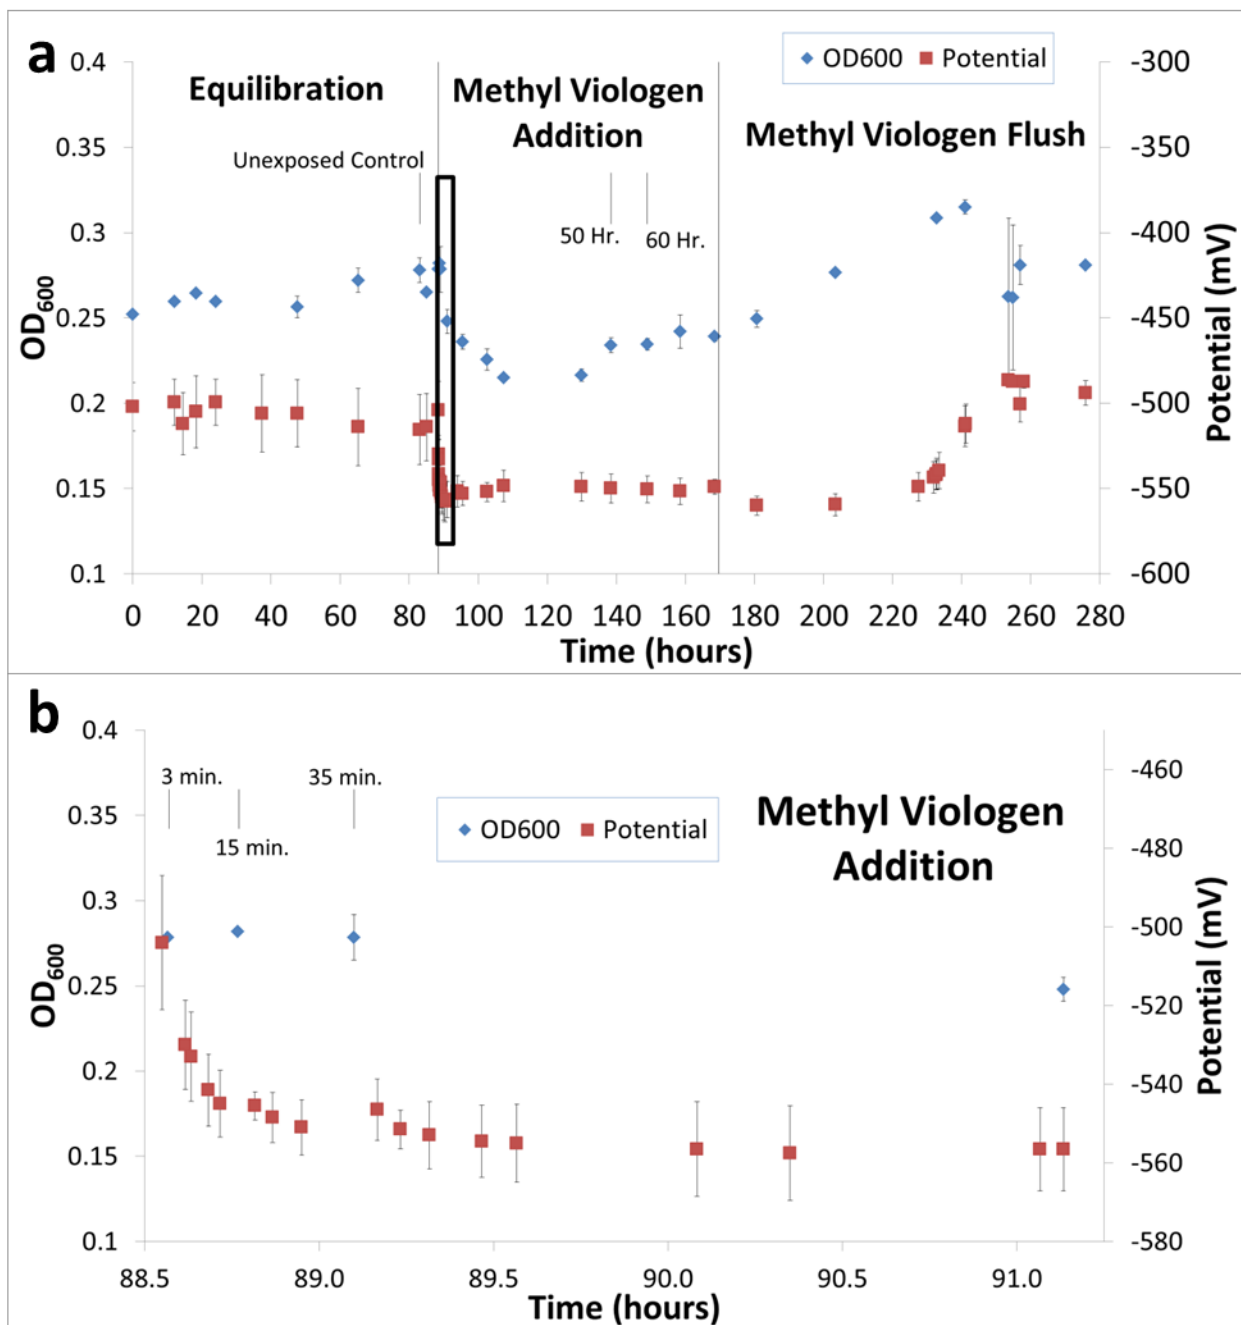 a
OD600 Potential
Equilibration
Methyl Viologen
Addition
Methyl Viologen Flush
Unexposed Control
50 Hr.
60 Hr.
0.4
0.35
0.3
0.25
0.2
0.15
0.1
OD600
-300
-350
-400
-450
-500
-550
-600
Potential (mV)
0 20 40 60 80 100 120 140 160 180 200 220 240 260 280
Time (hours)
b
3 min.
15 min.
35 min.
OD600 Potential
Methyl Viologen
Addition
0.4
0.35
0.3
0.25
0.2
0.15
0.1
OD600
-460
-480
-500
-520
-540
-560
-580
Potential (mV)
88.5 89.0 89.5 90.0 90.5 91.0
Time (hours)